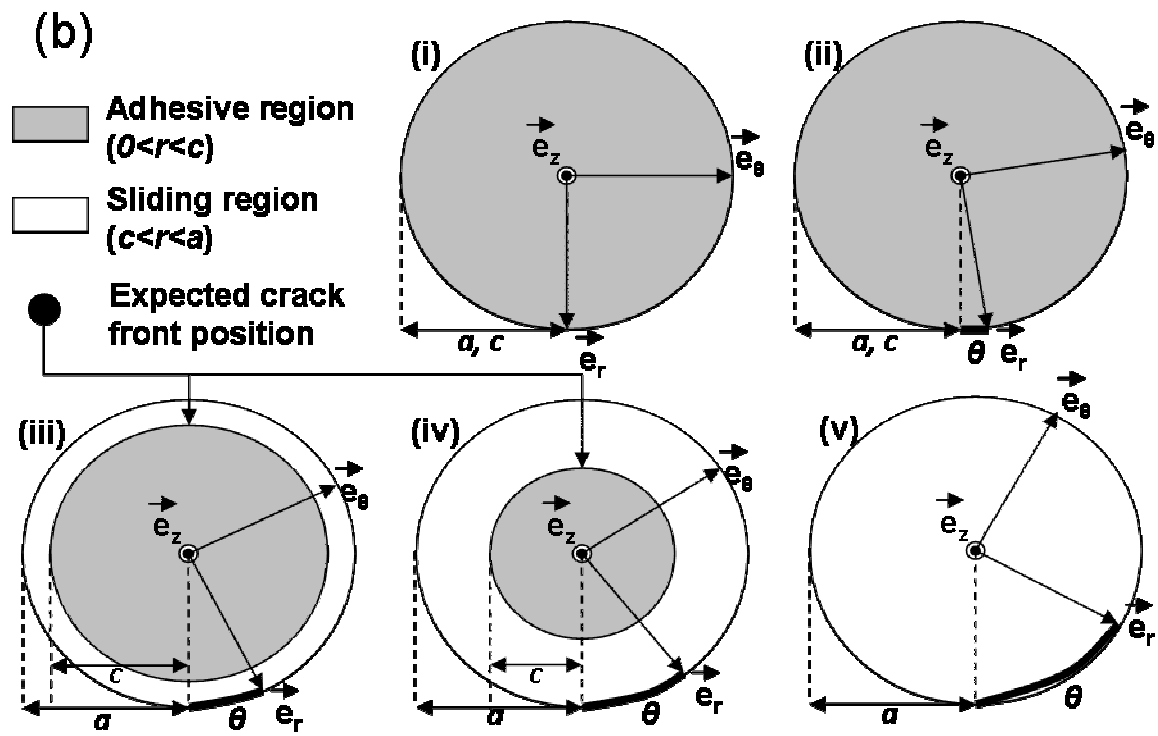 (b)
Adhesive region
(0<r<c)
Sliding region
(c<r<a)
Expected crack
front position
(i)
e_z
e_θ
a, c
e_r
(ii)
e_z
e_θ
a, c
θ
e_r
(iii)
e_z
e_θ
c
a
θ
e_r
(iv)
e_z
e_θ
c
a
θ
e_r
(v)
e_z
e_θ
a
θ
e_r